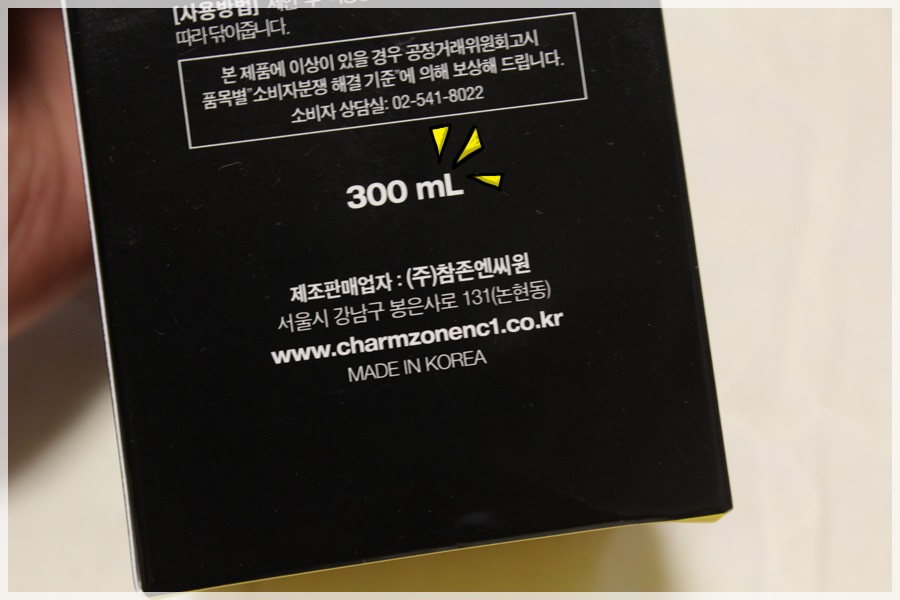 [사용방법] 세안 후
따라 닦아줍니다.
본 제품에 이상이 있을 경우 공정거래위원회고시
품목별"소비자분쟁 해결 기준"에 의해 보상해 드립니다.
소비자 상담실: 02-541-8022
300 mL
제조판매업자 : (주)참존엔씨원
서울시 강남구 봉은사로 131(논현동)
www.charmzonenc1.co.kr
MADE IN KOREA